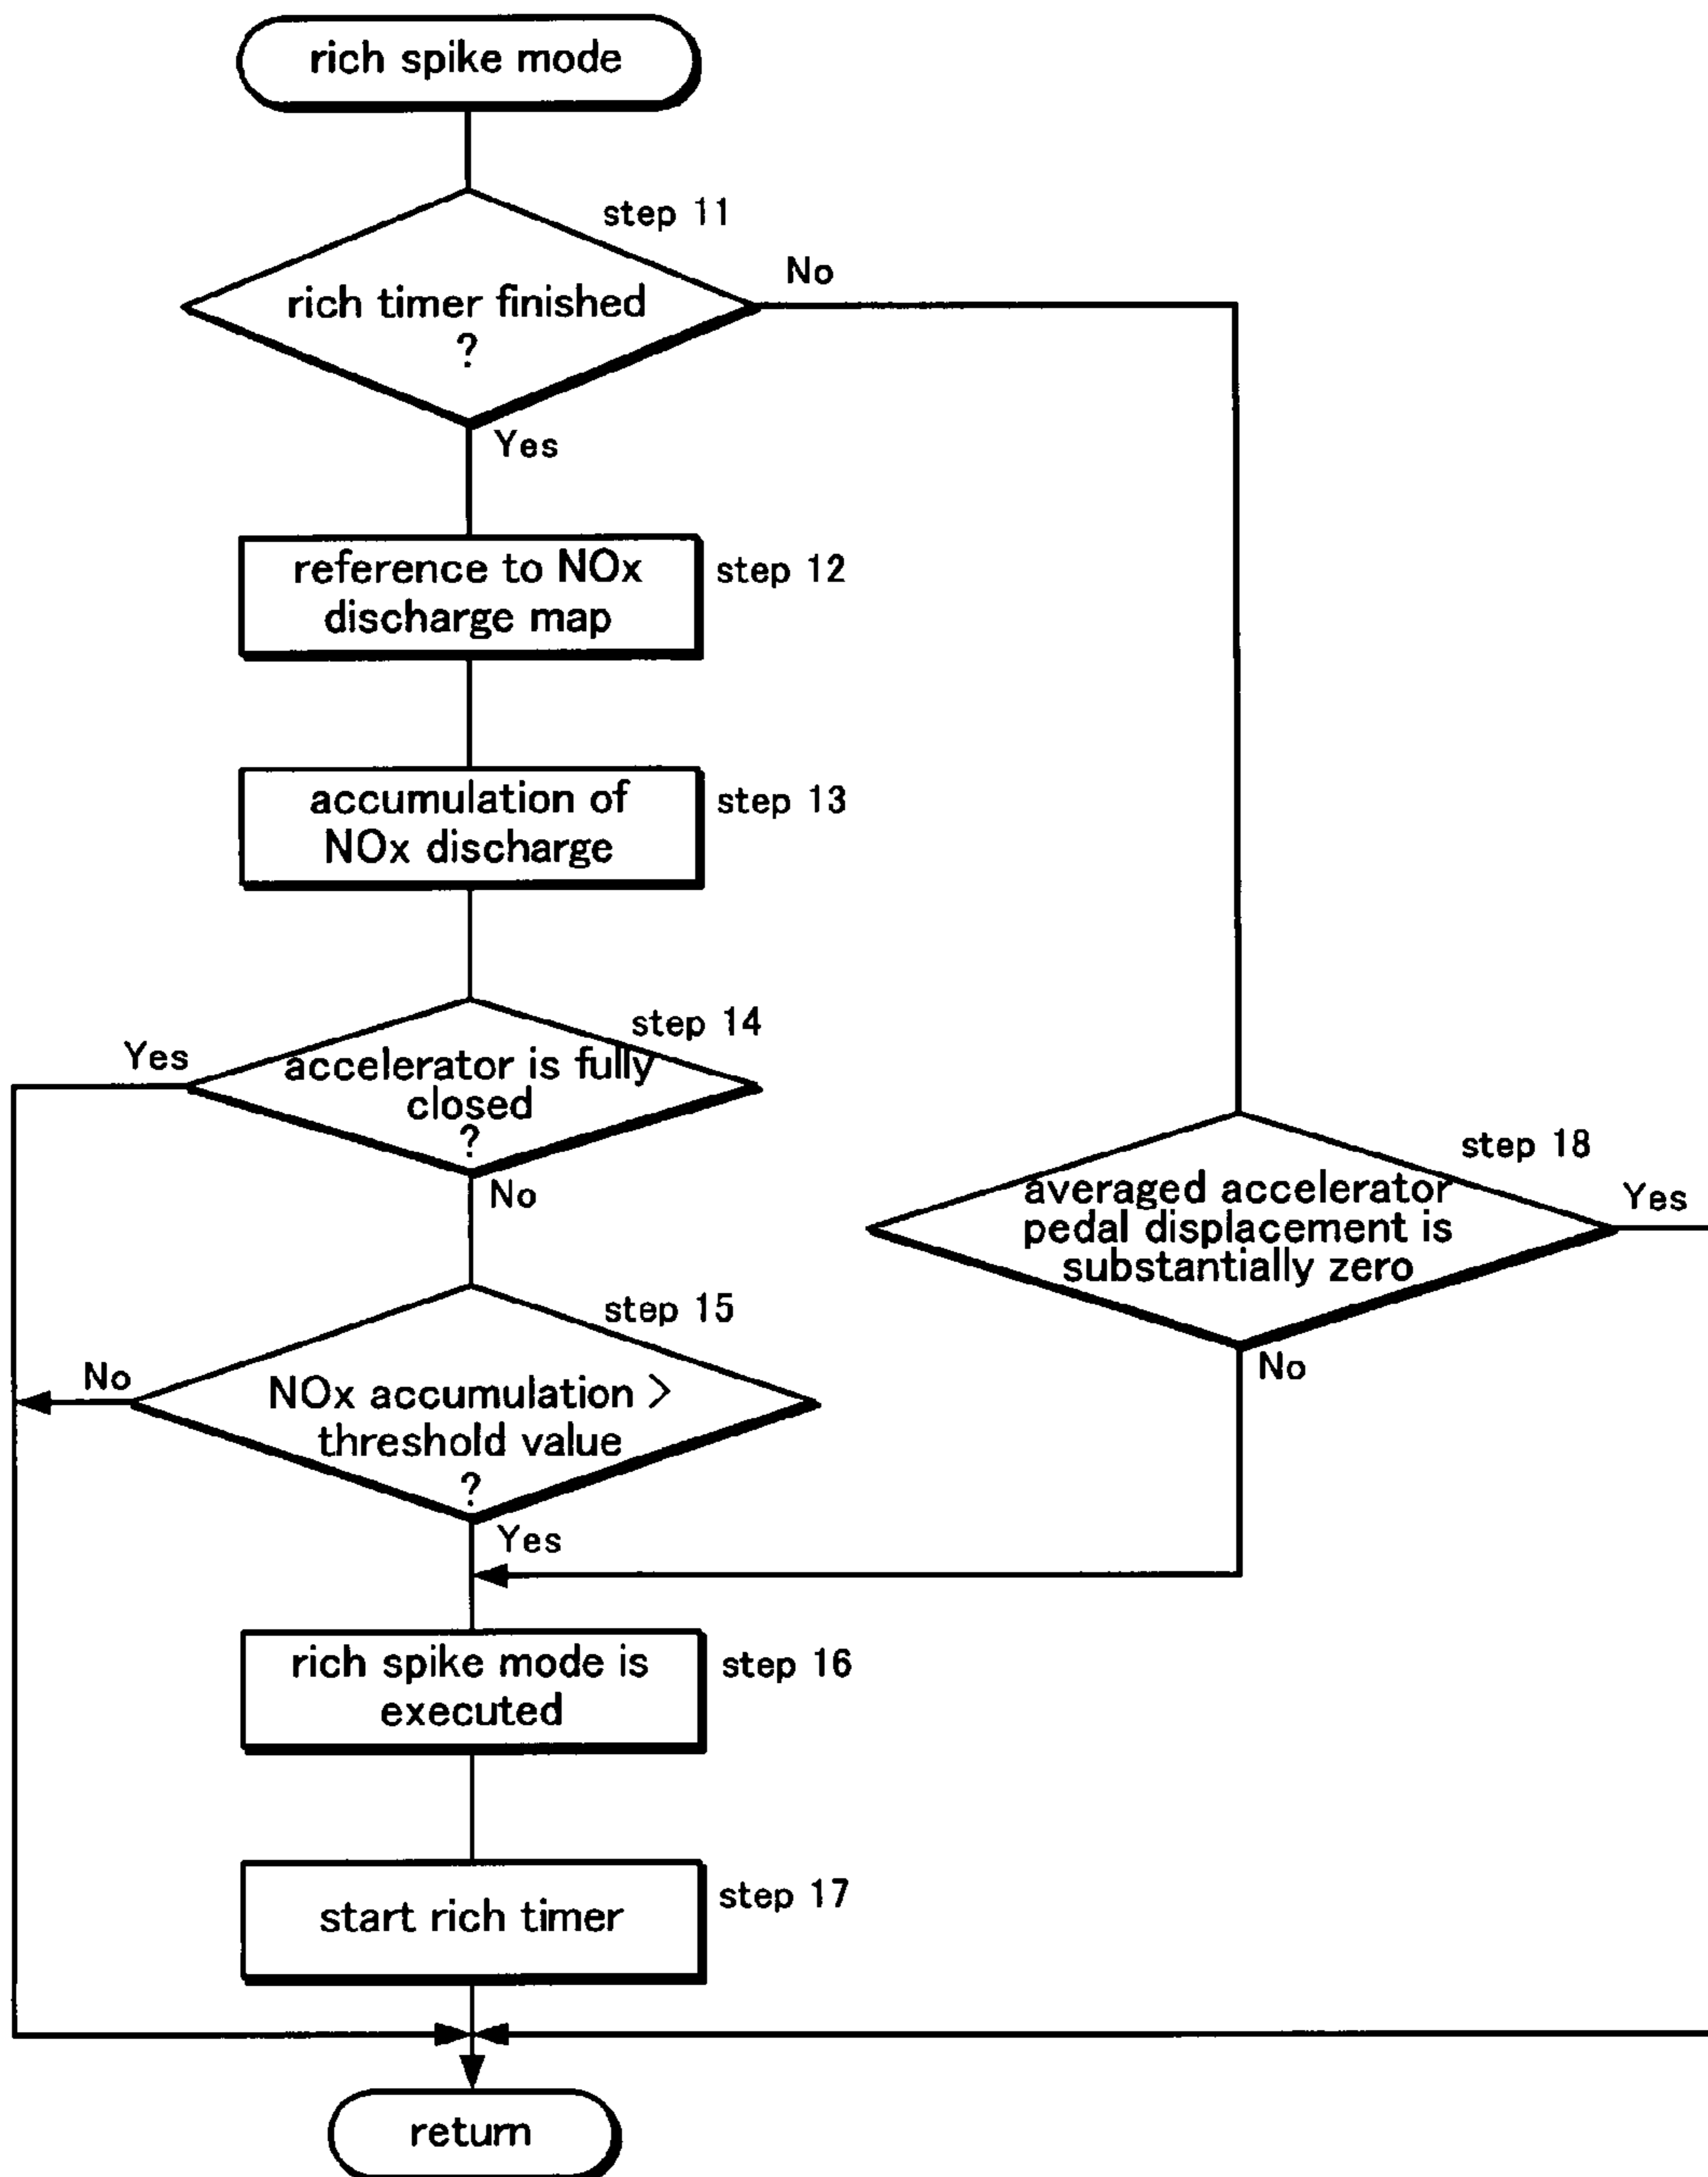 rich spike mode
step 11
No
rich timer finished
?
Yes
reference to NOx
discharge map
step 12
accumulation of
NOx discharge
step 13
step 14
Yes
accelerator is fully
closed
?
No
step 18
averaged accelerator
pedal displacement is
substantially zero
Yes
No
step 15
No
NOx accumulation >
threshold value
?
Yes
rich spike mode is
executed
step 16
start rich timer
step 17
return